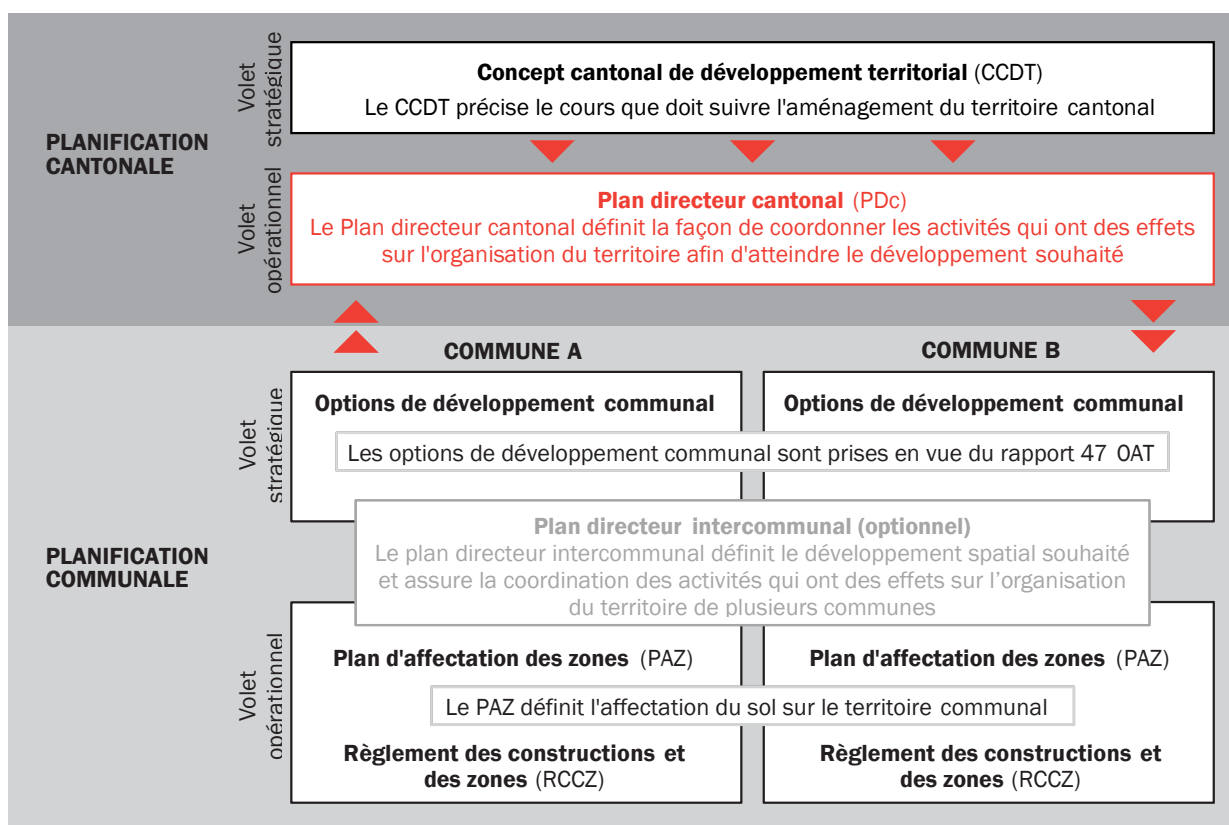 Volet
stratégique
Concept cantonal de développement territorial (CCDT)
Le CCDT précise le cours que doit suivre l'aménagement du territoire cantonal
PLANIFICATION
CANTONALE
Volet
opérationnel
Plan directeur cantonal (PDc)
Le Plan directeur cantonal définit la façon de coordonner les activités qui ont des effets
sur l'organisation du territoire afin d'atteindre le développement souhaité
COMMUNE A
COMMUNE B
Volet
stratégique
Options de développement communal
Options de développement communal
Les options de développement communal sont prises en vue du rapport 47 OAT
PLANIFICATION
COMMUNALE
Plan directeur intercommunal (optionnel)
Le plan directeur intercommunal définit le développement spatial souhaité
et assure la coordination des activités qui ont des effets sur l’organisation
du territoire de plusieurs communes
Volet
opérationnel
Plan d'affectation des zones (PAZ)
Plan d'affectation des zones (PAZ)
Le PAZ définit l'affectation du sol sur le territoire communal
Règlement des constructions et
des zones (RCCZ)
Règlement des constructions et
des zones (RCCZ)